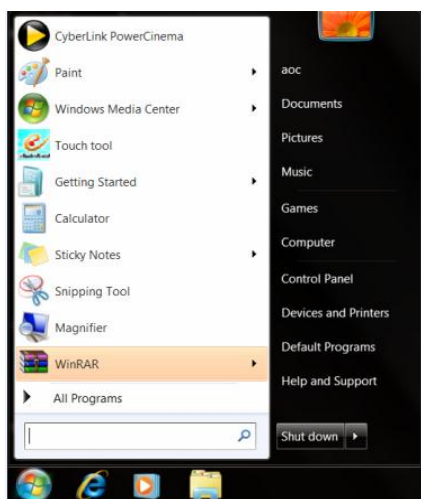 CyberLink PowerCinema
Paint
Windows Media Center
Touch tool
Getting Started
Calculator
Sticky Notes
Snipping Tool
Magnifier
WinRAR
All Programs
aoc
Documents
Pictures
Music
Games
Computer
Control Panel
Devices and Printers
Default Programs
Help and Support
Shut down